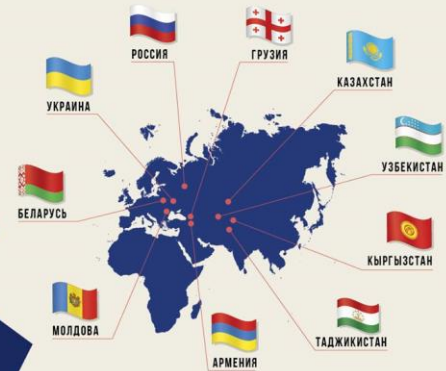 РОССИЯ
ГРУЗИЯ
КАЗАХСТАН
УКРАИНА
УЗБЕКИСТАН
БЕЛАРУСЬ
КЫРГЫЗСТАН
МОЛДОВА
ТАДЖИКИСТАН
АРМЕНИЯ